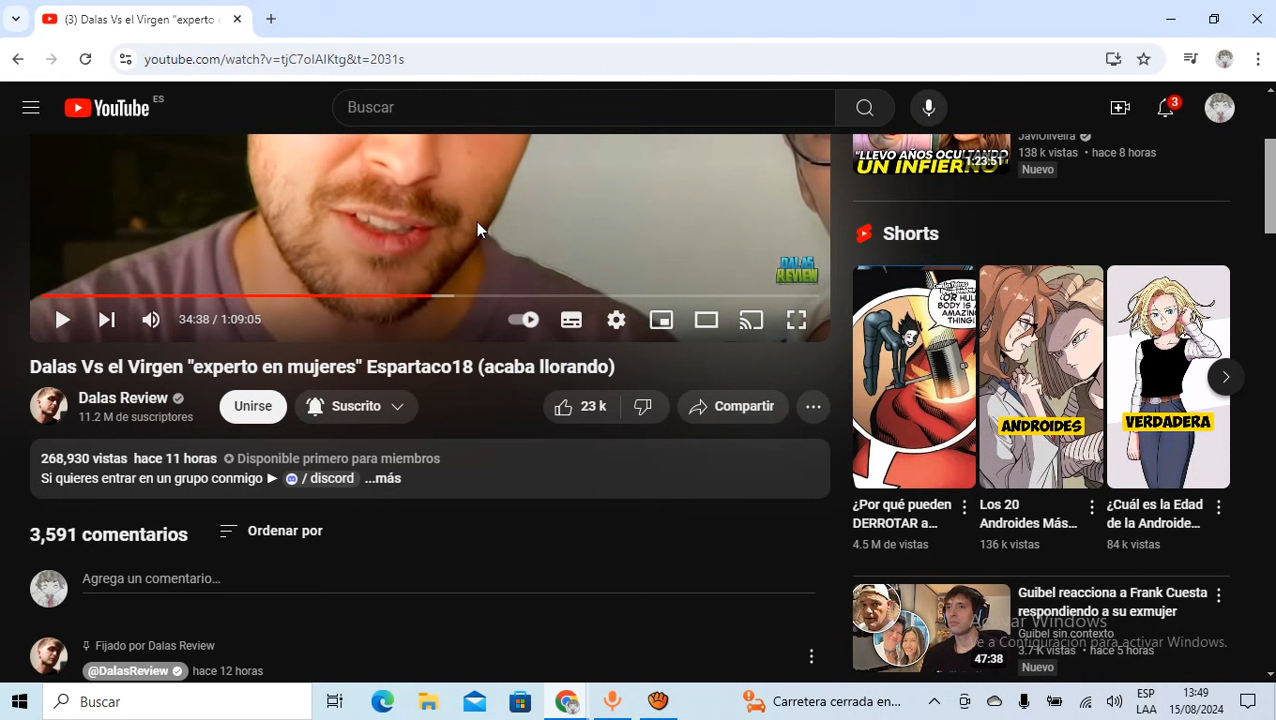 (3) Dalas Vs el Virgen "experto e
youtube.com/watch?v=tjC7oIAIKtg&t=2031s
YouTube ES
Buscar
3
JaviOliveira
138 k vistas • hace 8 horas
Nuevo
"LLEVO AÑOS OCULTANDO
UN INFIERNO
1:23:51
Shorts
DALAS
REVIEW
34:38 / 1:09:05
OR HULK
BODY IS A
AMAZING
THING!
ANDROIDES
VERDADERA
Dalas Vs el Virgen "experto en mujeres" Espartaco18 (acaba llorando)
Dalas Review
11.2 M de suscriptores
Unirse
Suscrito
23 k
Compartir
268,930 vistas hace 11 horas Disponible primero para miembros
Si quieres entrar en un grupo conmigo ► / discord ...más
¿Por qué pueden
DERROTAR a...
4.5 M de vistas
Los 20
Androides Más...
136 k vistas
¿Cuál es la Edad
de la Androide...
84 k vistas
3,591 comentarios
Ordenar por
Agrega un comentario...
Fijado por Dalas Review
@DalasReview hace 12 horas
Guibel reacciona a Frank Cuesta
respondiendo a su exmujer
Guibel sin contexto
3.7 K vistas • hace 5 horas
Nuevo
47:38
Activar Windows
Ve a Configuración para activar Windows.
Buscar
Carretera cerrada en...
ESP
LAA
13:49
15/08/2024